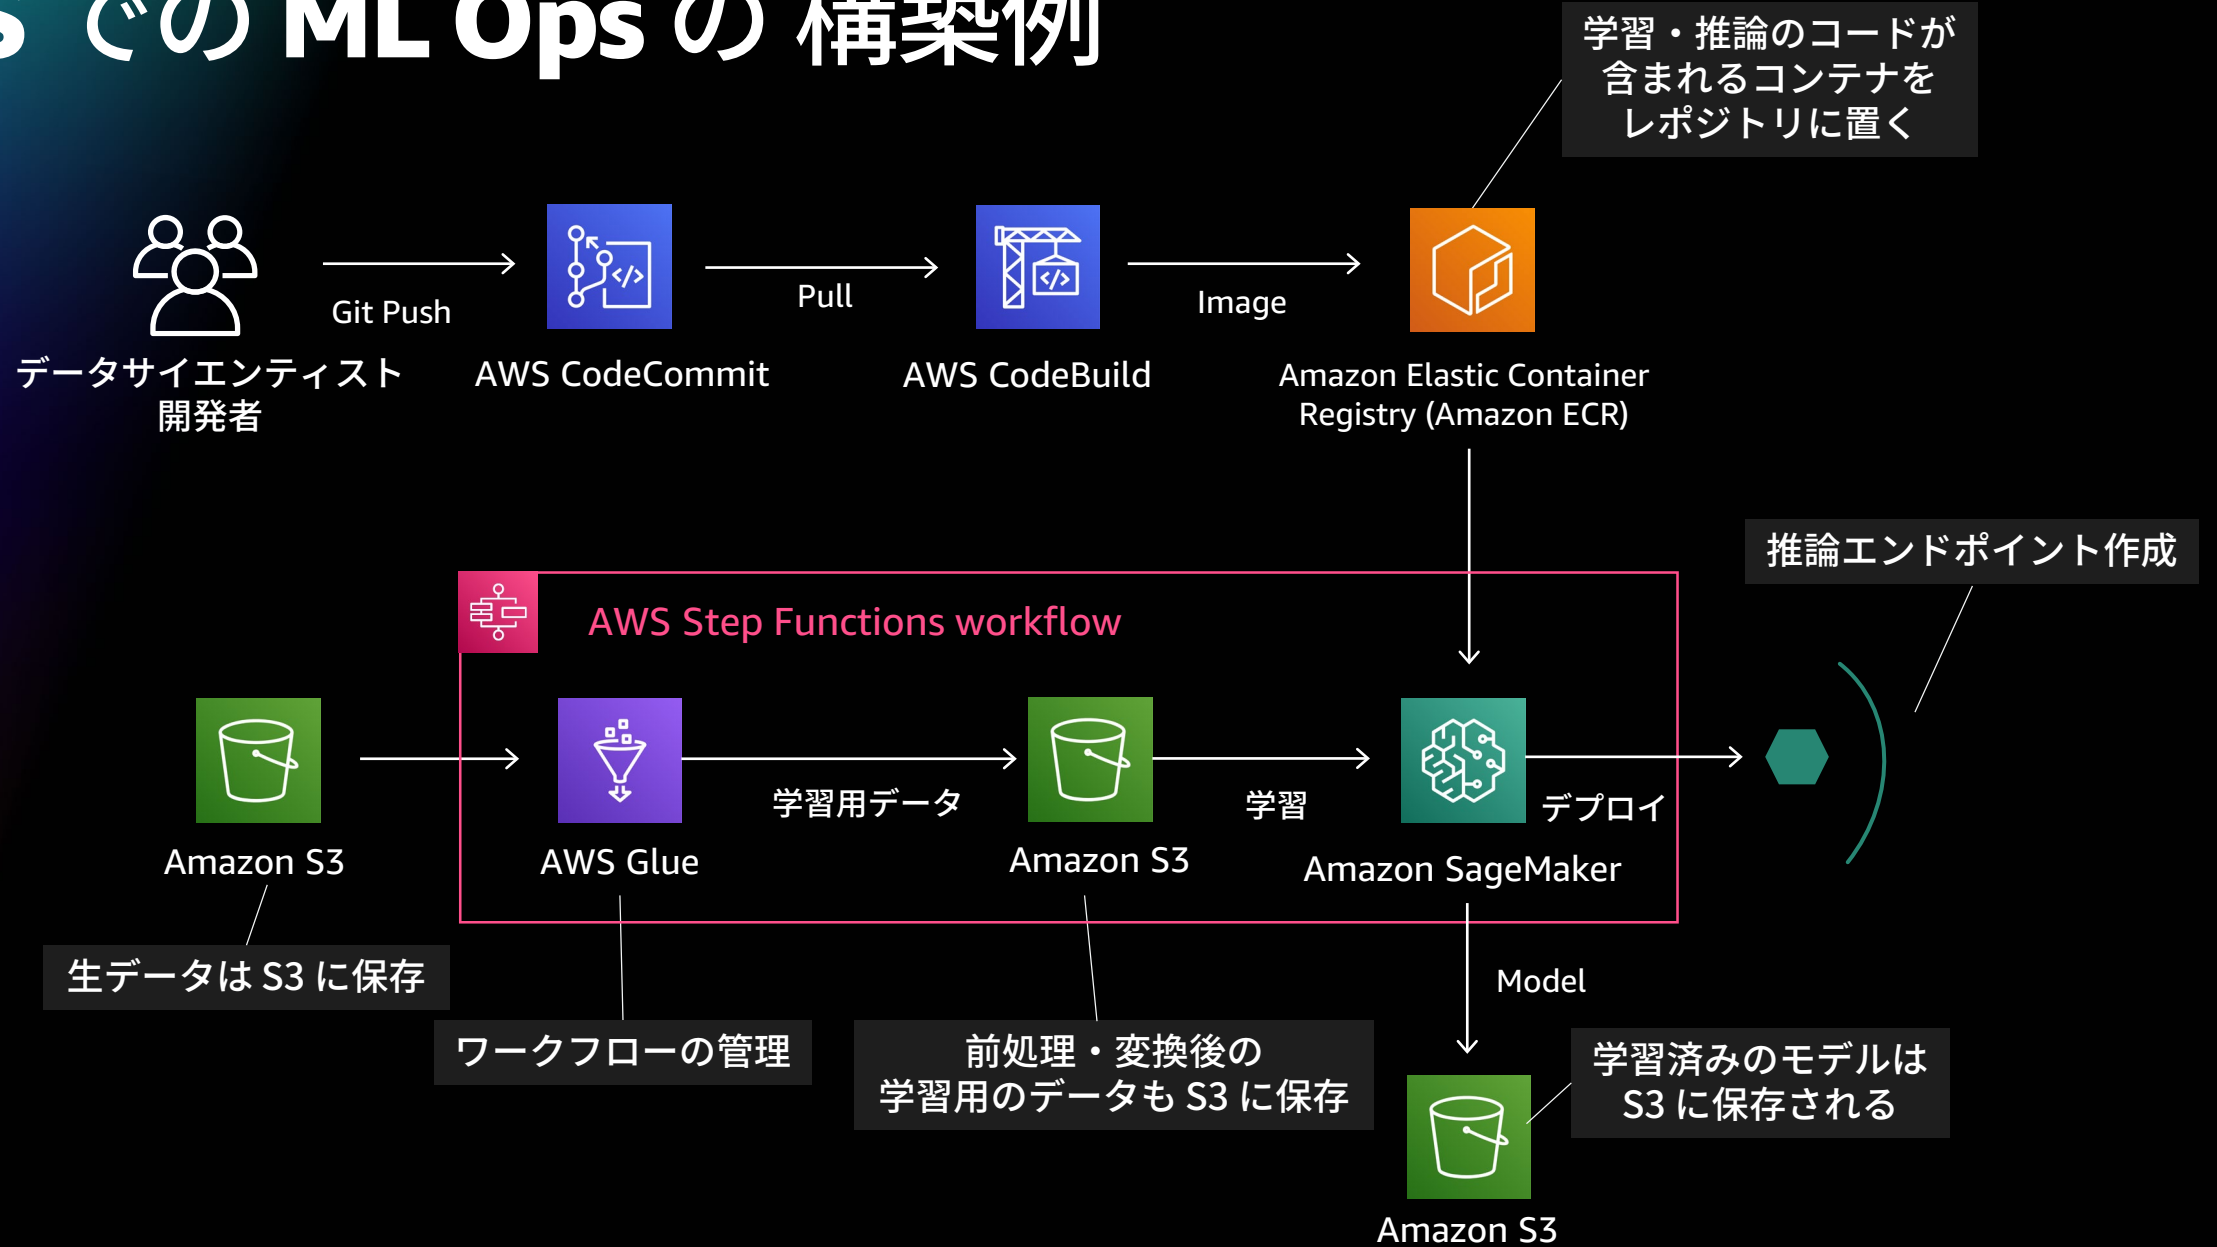 S での ML Ops の 構築例
学習・推論のコードが
含まれるコンテナを
レポジトリに置く
Git Push
Pull
Image
データサイエンティスト
開発者
AWS CodeCommit
AWS CodeBuild
Amazon Elastic Container
Registry (Amazon ECR)
推論エンドポイント作成
AWS Step Functions workflow
学習用データ
学習
デプロイ
Amazon S3
AWS Glue
Amazon S3
Amazon SageMaker
生データは S3 に保存
Model
ワークフローの管理
前処理・変換後の
学習用のデータも S3 に保存
学習済みのモデルは
S3 に保存される
Amazon S3